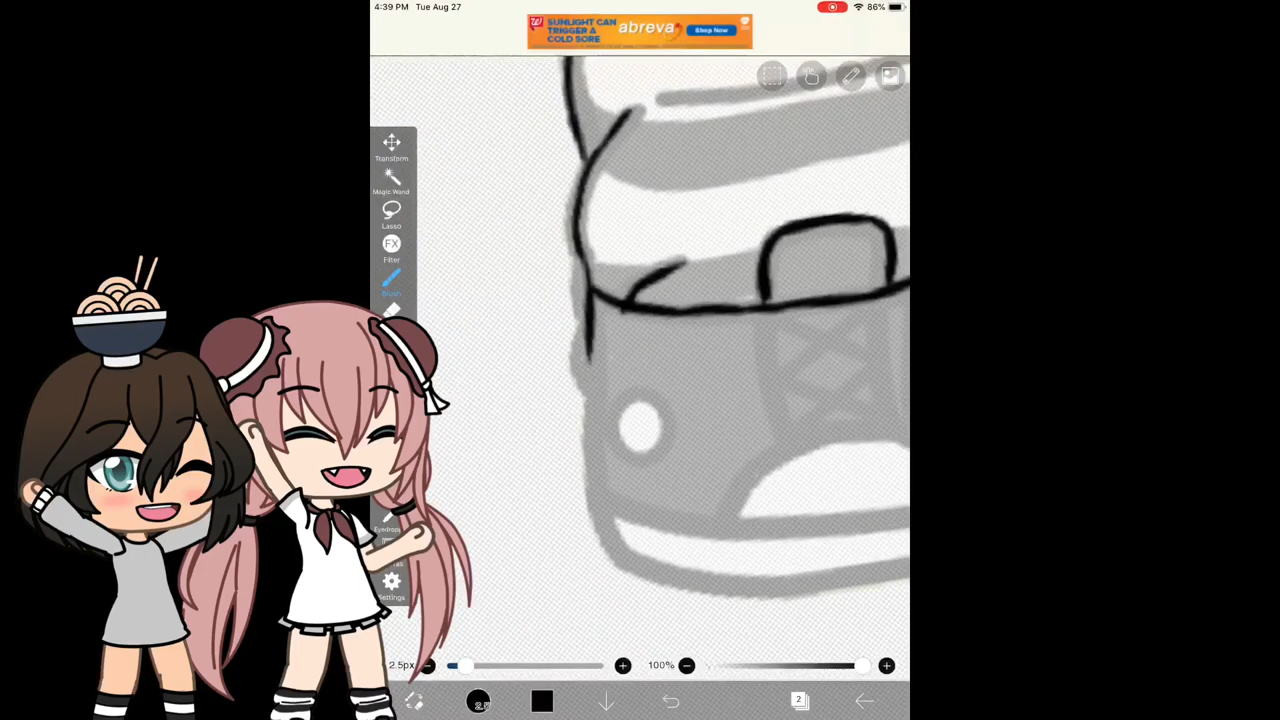 4:39 PM Tue Aug 27
86%
SUNLIGHT CAN
TRIGGER A
COLD SORE
abreva
Shop Now
Transform
Magic Wand
Lasso
FX
Filter
Brush
Settings
2.5px
100%
2